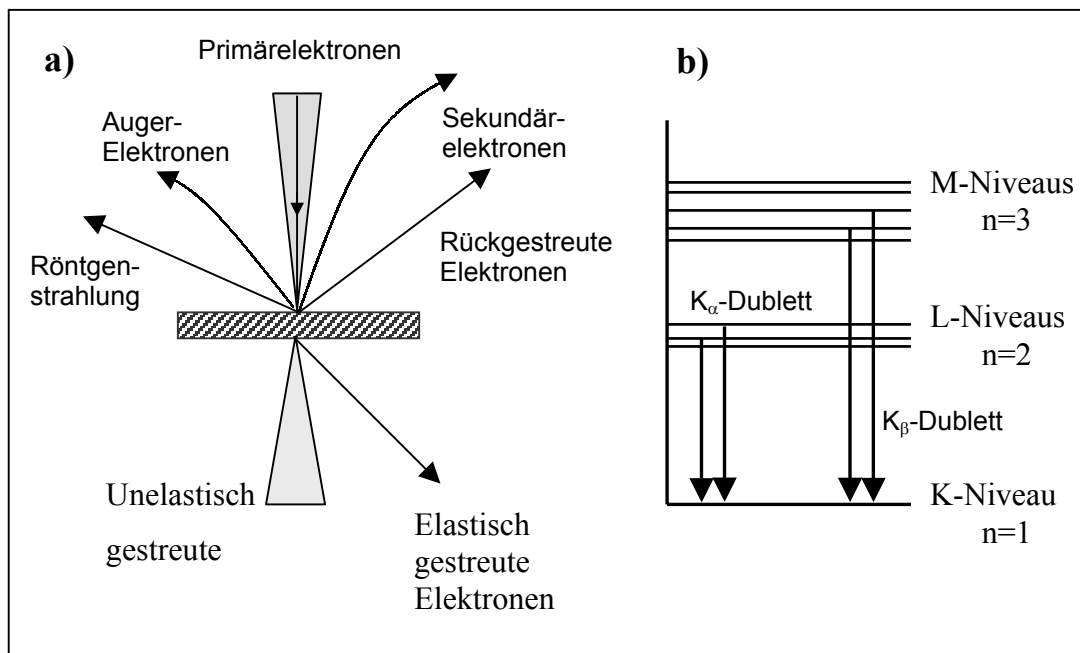 a)
Primärelektronen
Auger-
Elektronen
Sekundär-
elektronen
Röntgen-
strahlung
Rückgestreute
Elektronen
Unelastisch
gestreute
Elastisch
gestreute
Elektronen
b)
M-Niveaus
n=3
Kα-Dublett
L-Niveaus
n=2
Kβ-Dublett
K-Niveau
n=1